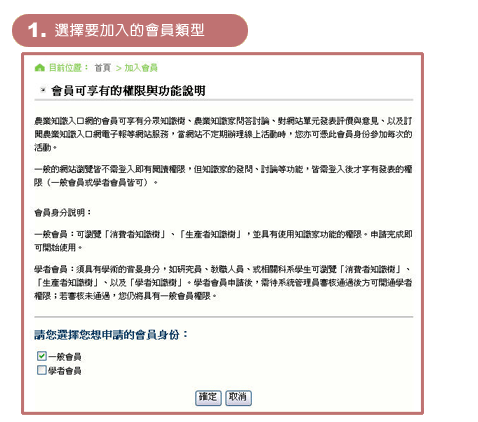 1. 選擇要加入的會員類型
目前位置： 首頁 > 加入會員
會員可享有的權限與功能說明
農業知識入口網的會員可享有分眾知識樹、農業知識家問答討論、對網站單元發表評價與意見、以及訂
閱農業知識入口網電子報等網站服務，當網站不定期辦理線上活動時，您亦可憑此會員身份參加每次的
活動。
一般的網站瀏覽皆不需登入即有閱讀權限，但知識家的發問、討論等功能，皆需登入後才享有發表的權
限（一般會員或學者會員皆可）。
會員身分說明：
一般會員：可瀏覽「消費者知識樹」、「生產者知識樹」，並具有使用知識家功能的權限。申請完成即
可開始使用。
學者會員：須具有學術的背景身分，如研究員、教職人員、或相關科系學生可瀏覽「消費者知識樹」、
「生產者知識樹」、以及「學者知識樹」。學者會員申請後，需待系統管理員審核通過後方可開通學者
權限；若審核未通過，您仍將具有一般會員權限。
請您選擇您想申請的會員身份：
一般會員
學者會員
確定 取消